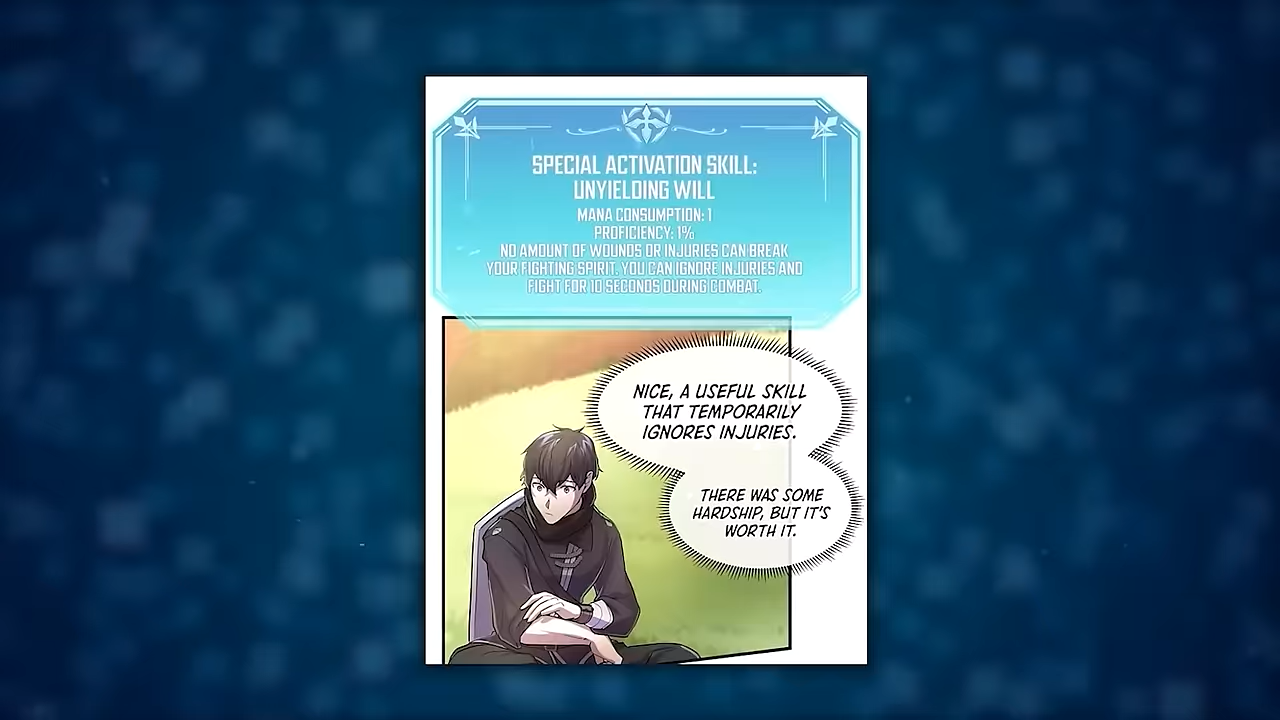 SPECIAL ACTIVATION SKILL:
UNYIELDING WILL
MANA CONSUMPTION: 1
PROFICIENCY: 1%
NO AMOUNT OF WOUNDS OR INJURIES CAN BREAK
YOUR FIGHTING SPIRIT. YOU CAN IGNORE INJURIES AND
FIGHT FOR 10 SECONDS DURING COMBAT.
NICE, A USEFUL SKILL
THAT TEMPORARILY
IGNORES INJURIES.
THERE WAS SOME
HARDSHIP, BUT IT'S
WORTH IT.